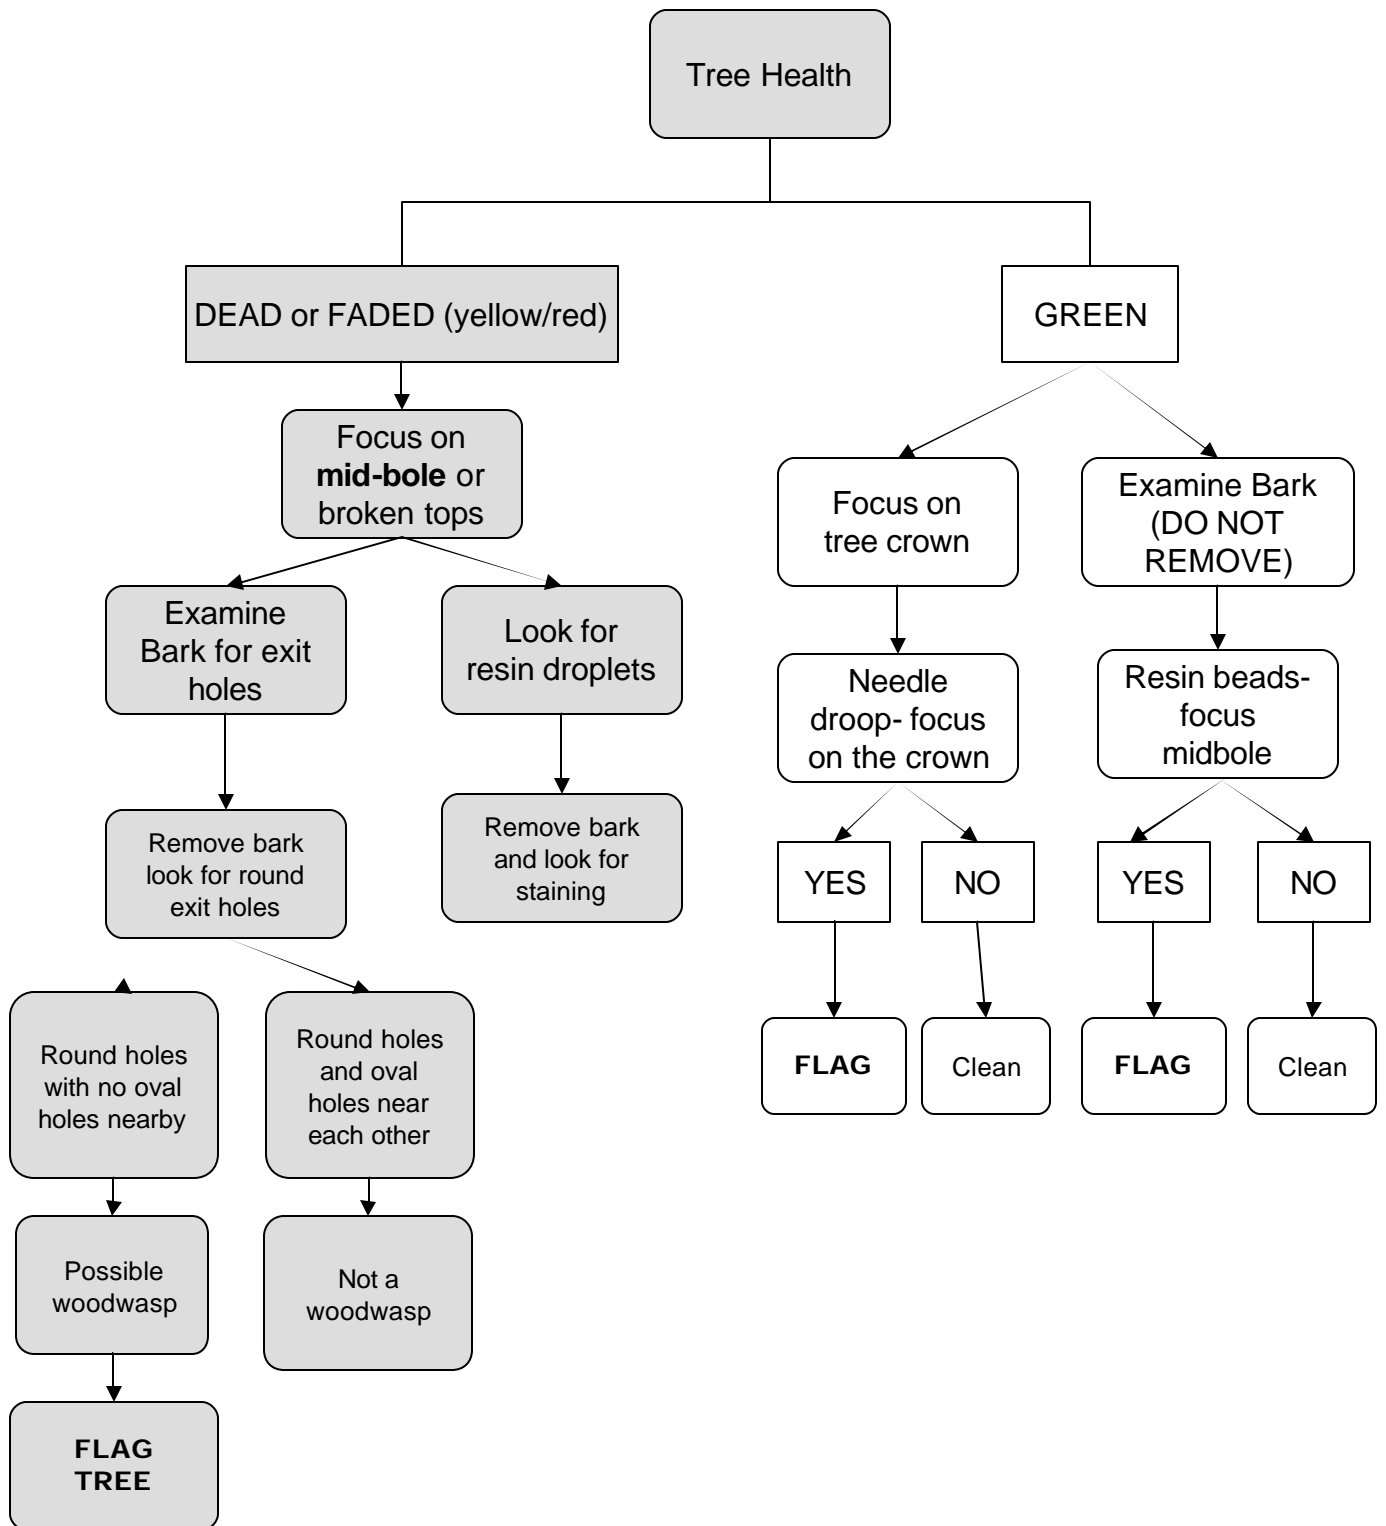 Tree Health
DEAD or FADED (yellow/red)
GREEN
Focus on
mid-bole or
broken tops
Examine
Bark for exit
holes
Look for
resin droplets
Remove bark
look for round
exit holes
Remove bark
and look for
staining
Round holes
with no oval
holes nearby
Round holes
and oval
holes near
each other
Possible
woodwasp
Not a
woodwasp
FLAG
TREE
Focus on
tree crown
Examine Bark
(DO NOT
REMOVE)
Needle
droop- focus
on the crown
Resin beads-
focus
midbole
YES
NO
YES
NO
FLAG
Clean
FLAG
Clean